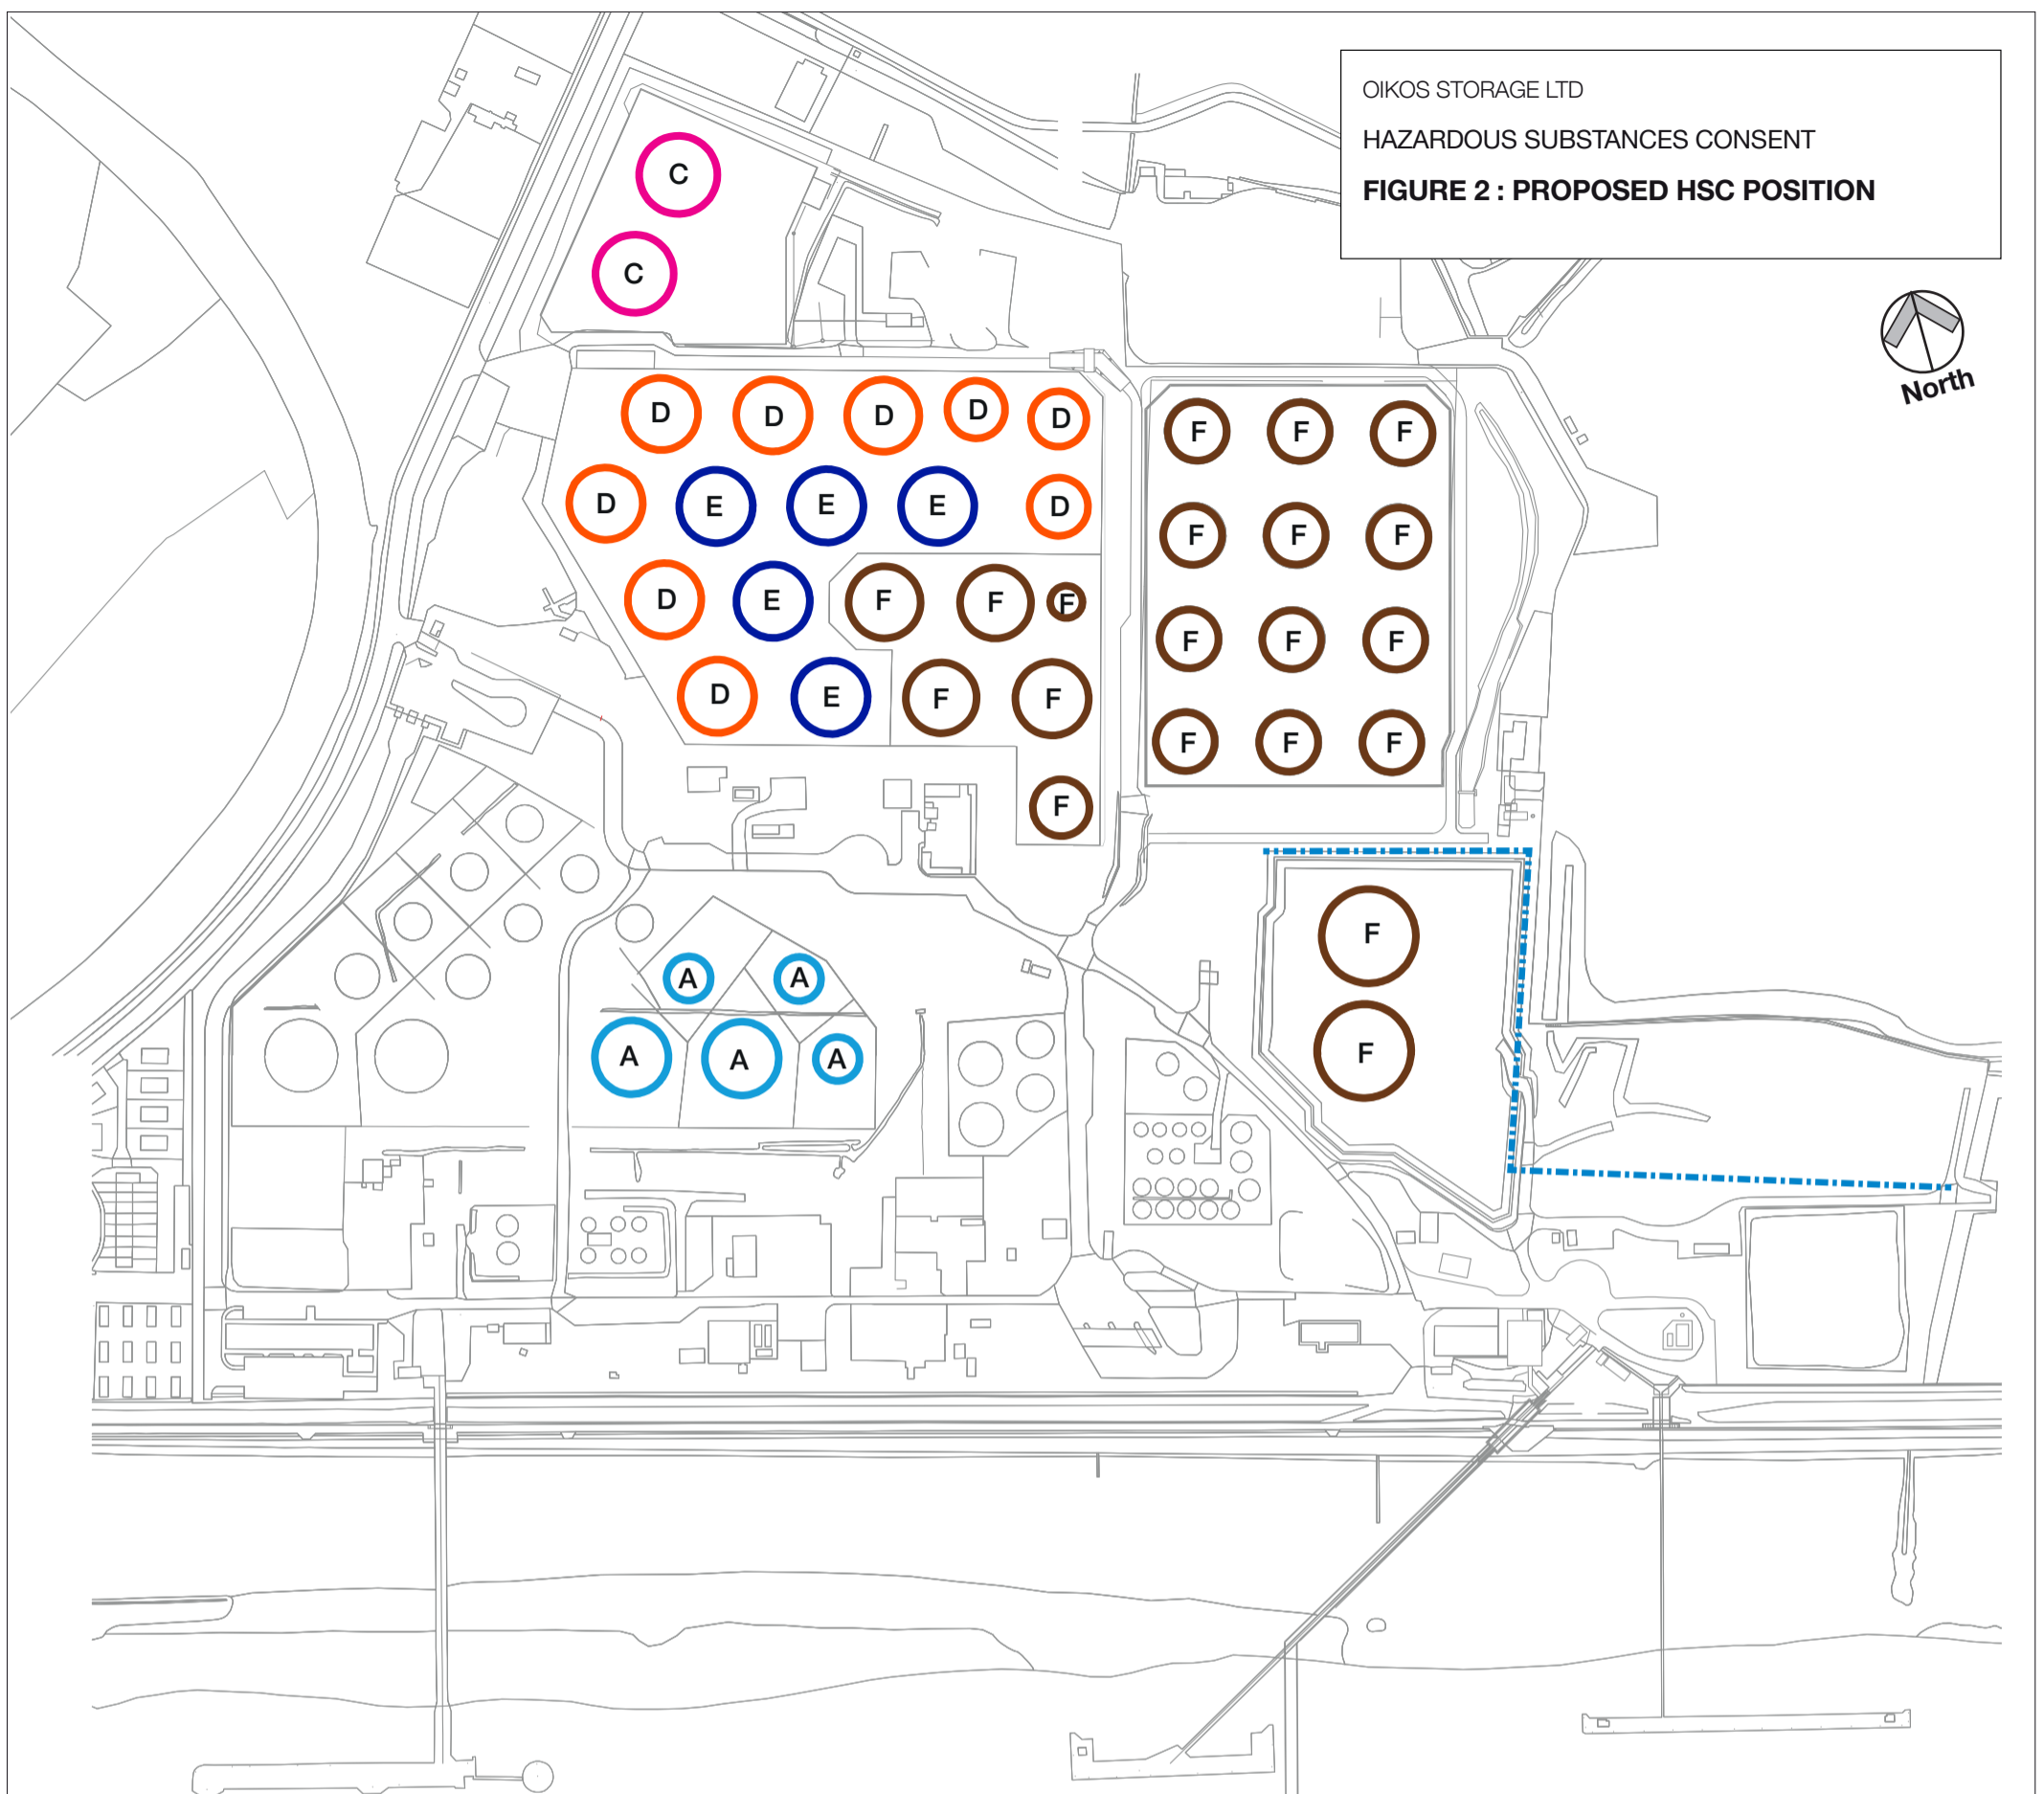 OIKOS STORAGE LTD
HAZARDOUS SUBSTANCES CONSENT
FIGURE 2 : PROPOSED HSC POSITION
North
C
C
D D D D D
D E E E D
D E F F F
D E F F
F
F F F
F F F
F F F
F F F
F
F
A A
A A A